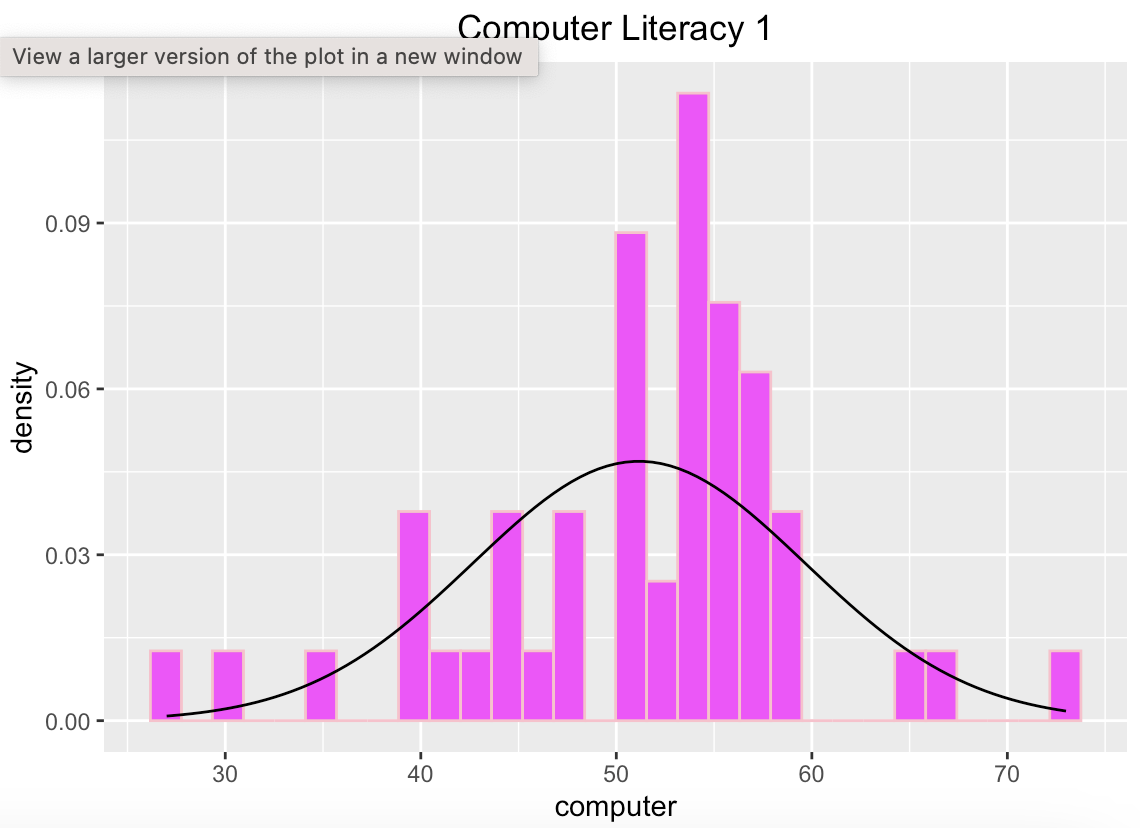 Computer Literacy 1
View a larger version of the plot in a new window
density
0.09
0.06
0.03
0.00
30 40 50 60 70
computer